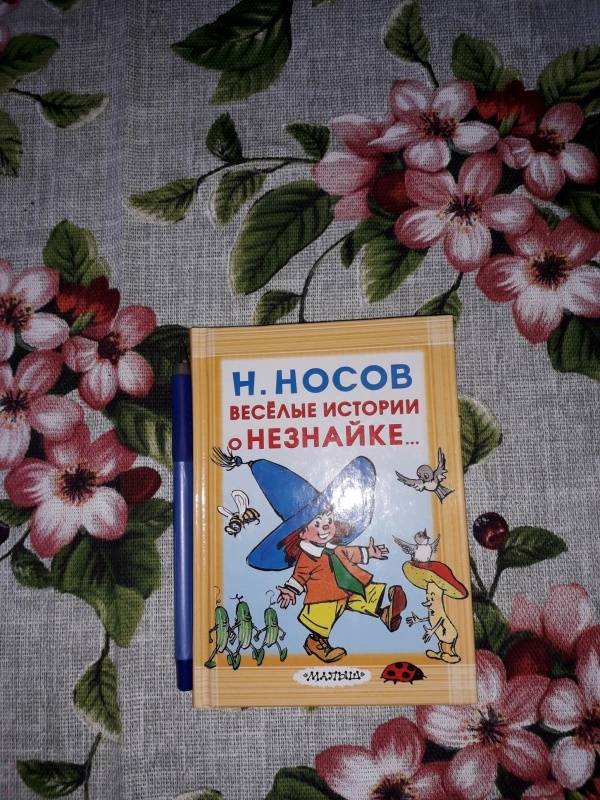 Н. НОСОВ
ВЕСЁЛЫЕ ИСТОРИИ
О НЕЗНАЙКЕ...
«МАЛЫШ»